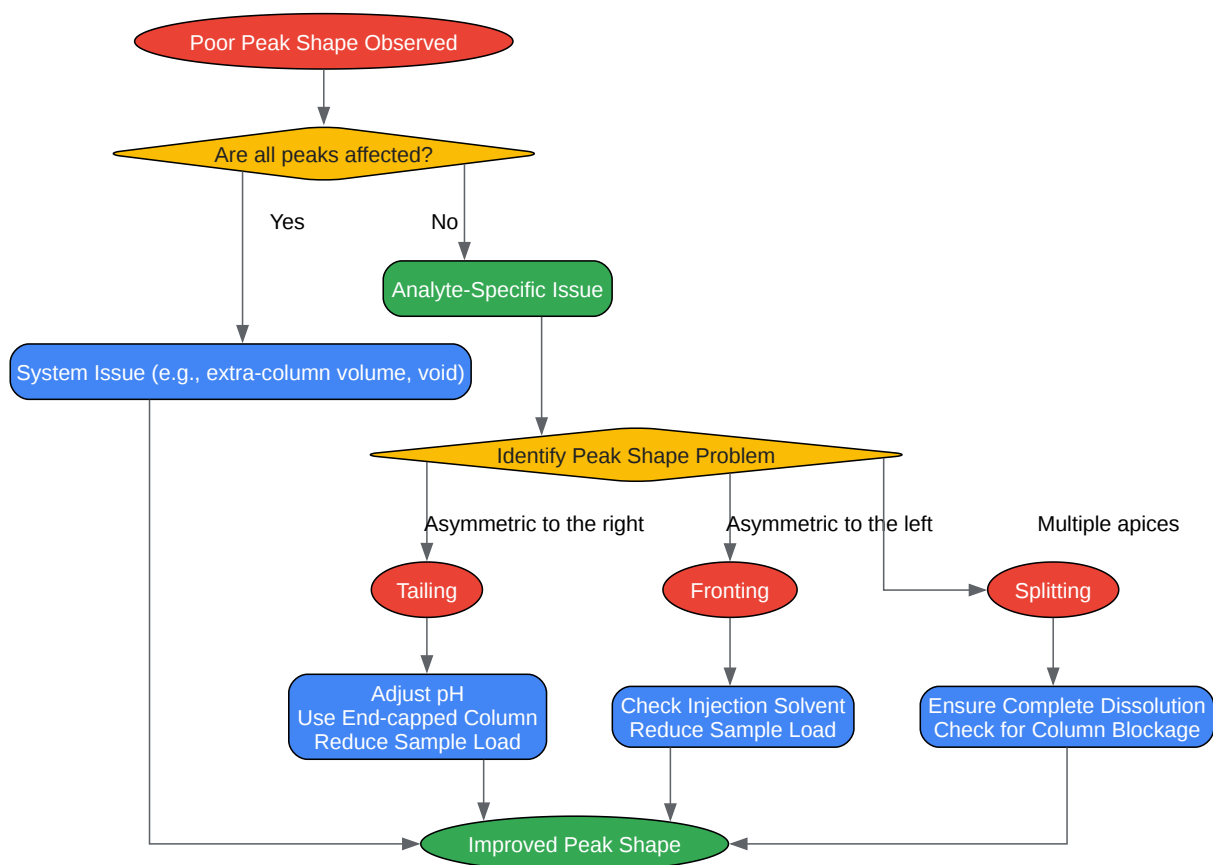 Poor Peak Shape Observed
Are all peaks affected?
Yes
No
Analyte-Specific Issue
System Issue (e.g., extra-column volume, void)
Identify Peak Shape Problem
Asymmetric to the right
Asymmetric to the left
Multiple apices
Tailing
Fronting
Splitting
Adjust pH
Use End-capped Column
Reduce Sample Load
Check Injection Solvent
Reduce Sample Load
Ensure Complete Dissolution
Check for Column Blockage
Improved Peak Shape